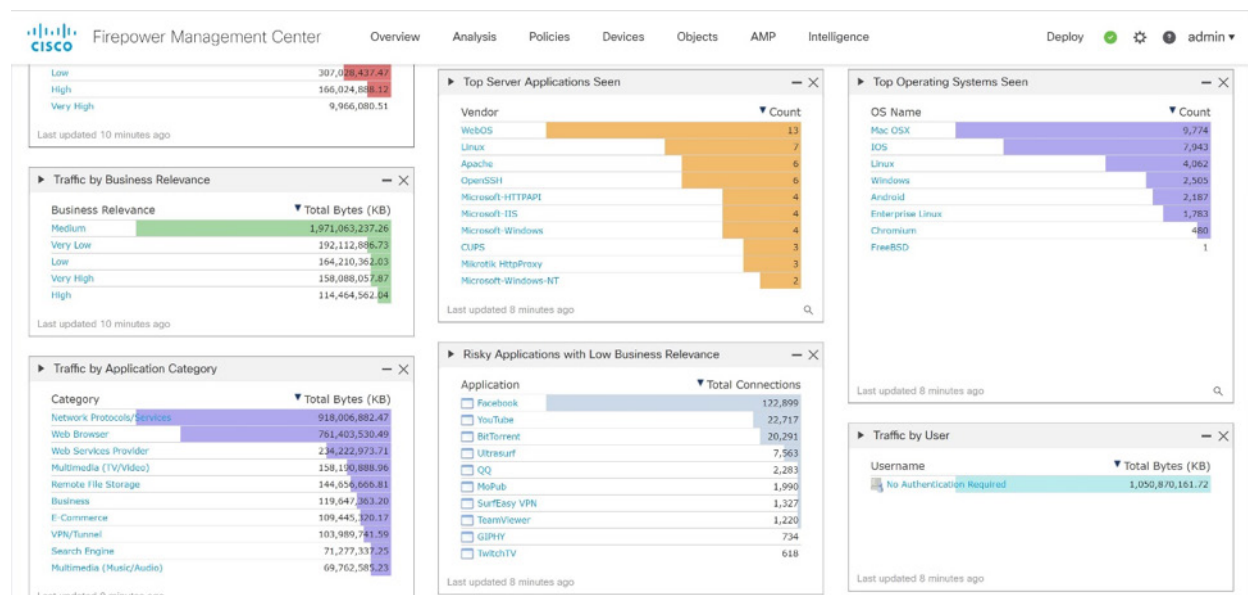 CISCO Firepower Management Center Overview Analysis Policies Devices Objects AMP Intelligence Deploy admin
Low 307,028,437.47
High 166,024,888.12
Very High 9,966,080.51
Last updated 10 minutes ago
Traffic by Business Relevance
Business Relevance Total Bytes (KB)
Medium 1,971,063,237.26
Very Low 192,112,886.73
Low 164,210,362.03
Very High 158,088,057.87
High 114,464,562.04
Last updated 10 minutes ago
Traffic by Application Category
Category Total Bytes (KB)
Network Protocols/Services 918,006,882.47
Web Browser 761,403,530.49
Web Services Provider 234,222,973.71
Multimedia (TV/Video) 158,190,888.96
Remote File Storage 144,656,666.81
Business 119,647,363.20
E-Commerce 109,445,320.17
VPN/Tunnel 103,989,741.59
Search Engine 71,277,337.25
Multimedia (Music/Audio) 69,762,585.23
Last updated 9 minutes ago
Top Server Applications Seen
Vendor Count
WebOS 13
Linux 7
Apache 6
OpenSSH 6
Microsoft-HTTPAPI 4
Microsoft-IIS 4
Microsoft-Windows 4
CUPS 3
Mikrotik HttpProxy 3
Microsoft-Windows-NT 2
Last updated 8 minutes ago
Risky Applications with Low Business Relevance
Application Total Connections
Facebook 122,899
YouTube 22,717
BitTorrent 20,291
Ultrasurf 7,563
QQ 2,283
MoPub 1,990
SurfEasy VPN 1,327
TeamViewer 1,220
GIPHY 734
TwitchTV 618
Last updated 8 minutes ago
Top Operating Systems Seen
OS Name Count
Mac OSX 9,774
IOS 7,943
Linux 4,062
Windows 2,505
Android 2,187
Enterprise Linux 1,783
Chromium 480
FreeBSD 1
Last updated 8 minutes ago
Traffic by User
Username Total Bytes (KB)
No Authentication Required 1,050,870,161.72
Last updated 8 minutes ago